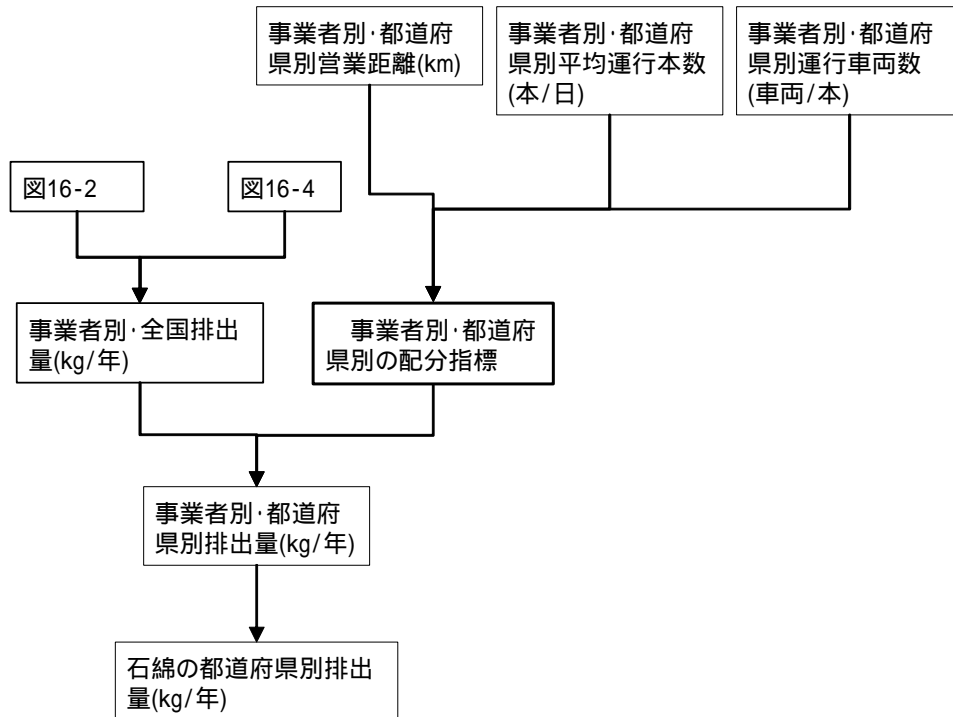 事業者別･都道府
県別営業距離(km)
事業者別･都道府
県別平均運行本数
(本/日)
事業者別･都道府
県別運行車両数
(車両/本)
図16-2
図16-4
事業者別･全国排出
量(kg/年)
事業者別･都道府
県別の配分指標
事業者別･都道府
県別排出量(kg/年)
石綿の都道府県別排出
量(kg/年)